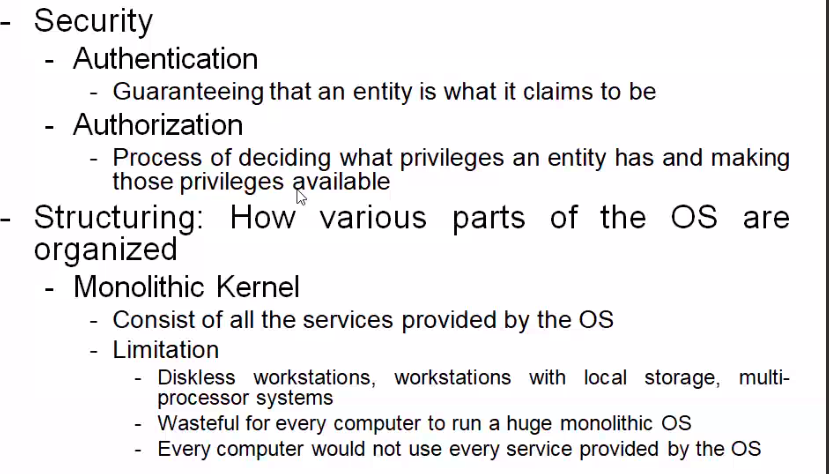 - Security
- Authentication
- Guaranteeing that an entity is what it claims to be
- Authorization
- Process of deciding what privileges an entity has and making
those privileges available
- Structuring: How various parts of the OS are
organized
- Monolithic Kernel
- Consist of all the services provided by the OS
- Limitation
- Diskless workstations, workstations with local storage, multi-
processor systems
- Wasteful for every computer to run a huge monolithic OS
- Every computer would not use every service provided by the OS